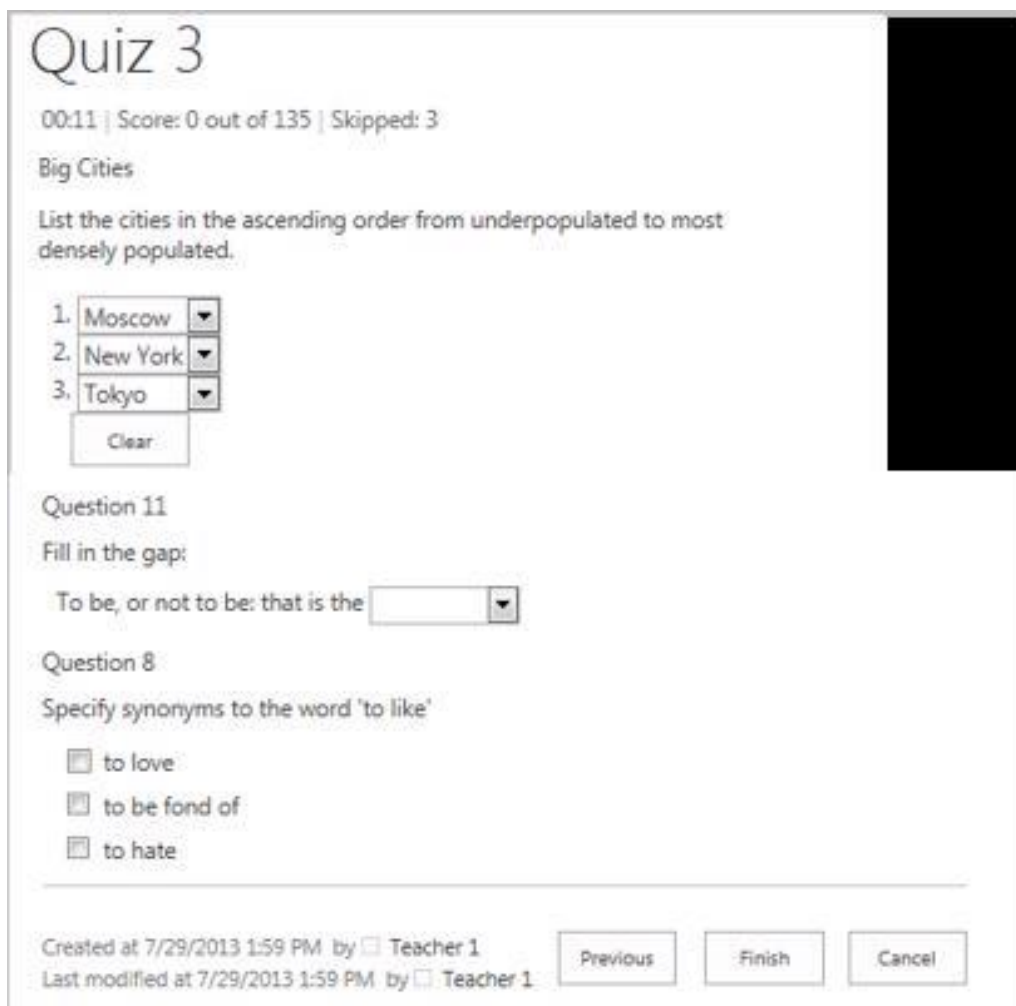 Quiz 3
00:11 | Score: 0 out of 135 | Skipped: 3
Big Cities
List the cities in the ascending order from underpopulated to most
densely populated.
1. Moscow
2. New York
3. Tokyo
Clear
Question 11
Fill in the gap:
To be, or not to be: that is the
Question 8
Specify synonyms to the word 'to like'
to love
to be fond of
to hate
Created at 7/29/2013 1:59 PM by Teacher 1
Last modified at 7/29/2013 1:59 PM by Teacher 1
Previous Finish Cancel